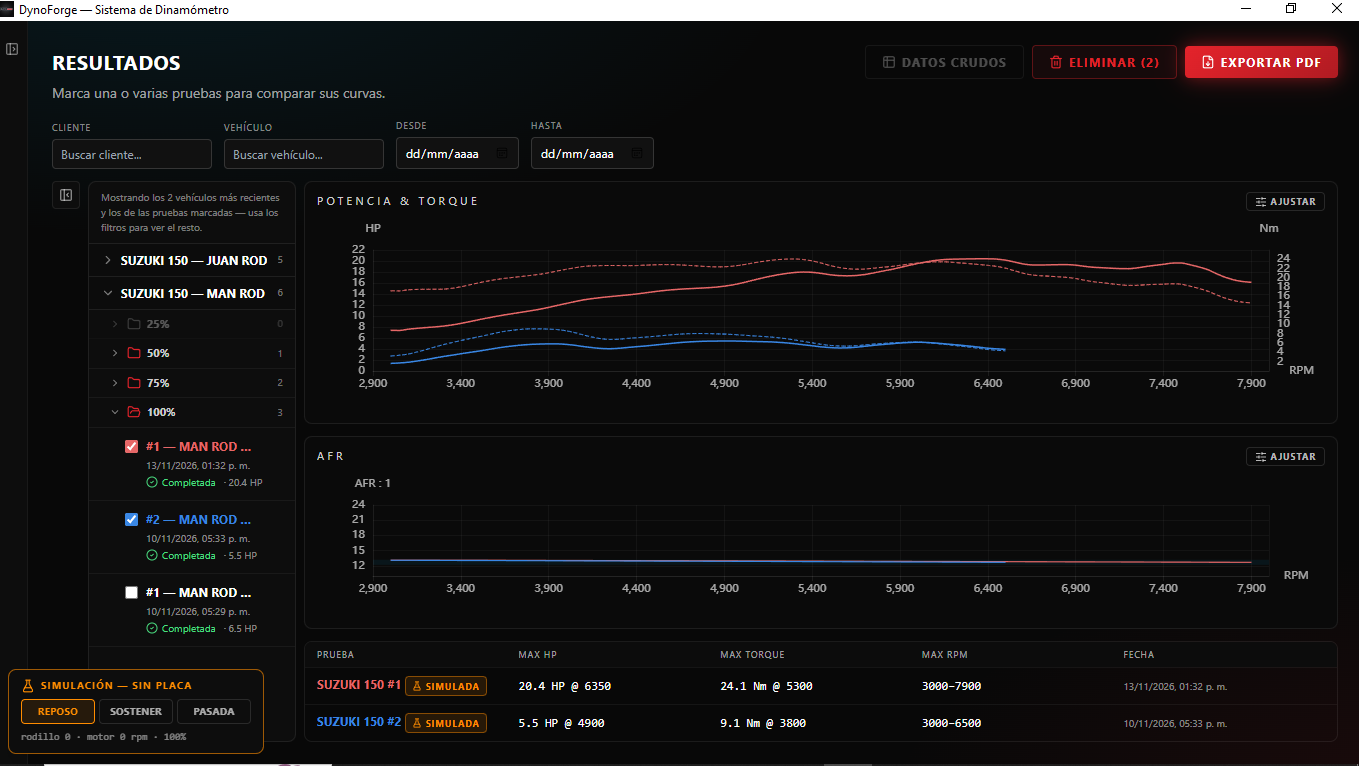 DynoForge — Sistema de Dinamómetro
RESULTADOS
Marca una o varias pruebas para comparar sus curvas.
DATOS CRUDOS
ELIMINAR (2)
EXPORTAR PDF
CLIENTE
Buscar cliente...
VEHÍCULO
Buscar vehículo...
DESDE
dd/mm/aaaa
HASTA
dd/mm/aaaa
Mostrando los 2 vehículos más recientes
y los de las pruebas marcadas — usa los
filtros para ver el resto.
SUZUKI 150 — JUAN ROD 5
SUZUKI 150 — MAN ROD 6
25% 0
50% 1
75% 2
100% 3
#1 — MAN ROD ...
13/11/2026, 01:32 p. m.
Completada · 20.4 HP
#2 — MAN ROD ...
10/11/2026, 05:33 p. m.
Completada · 5.5 HP
#1 — MAN ROD ...
10/11/2026, 05:29 p. m.
Completada · 6.5 HP
SIMULACIÓN — SIN PLACA
REPOSO SOSTENER PASADA
rodillo 0 · motor 0 rpm · 100%
POTENCIA & TORQUE
AJUSTAR
HP
Nm
22
20
18
16
14
12
10
8
6
4
2
0
24
22
20
18
16
14
12
10
8
6
4
2
2,900 3,400 3,900 4,400 4,900 5,400 5,900 6,400 6,900 7,400 7,900
RPM
AFR
AJUSTAR
AFR : 1
24
21
18
15
12
2,900 3,400 3,900 4,400 4,900 5,400 5,900 6,400 6,900 7,400 7,900
RPM
PRUEBA MAX HP MAX TORQUE MAX RPM FECHA
SUZUKI 150 #1 SIMULADA 20.4 HP @ 6350 24.1 Nm @ 5300 3000–7900 13/11/2026, 01:32 p. m.
SUZUKI 150 #2 SIMULADA 5.5 HP @ 4900 9.1 Nm @ 3800 3000–6500 10/11/2026, 05:33 p. m.